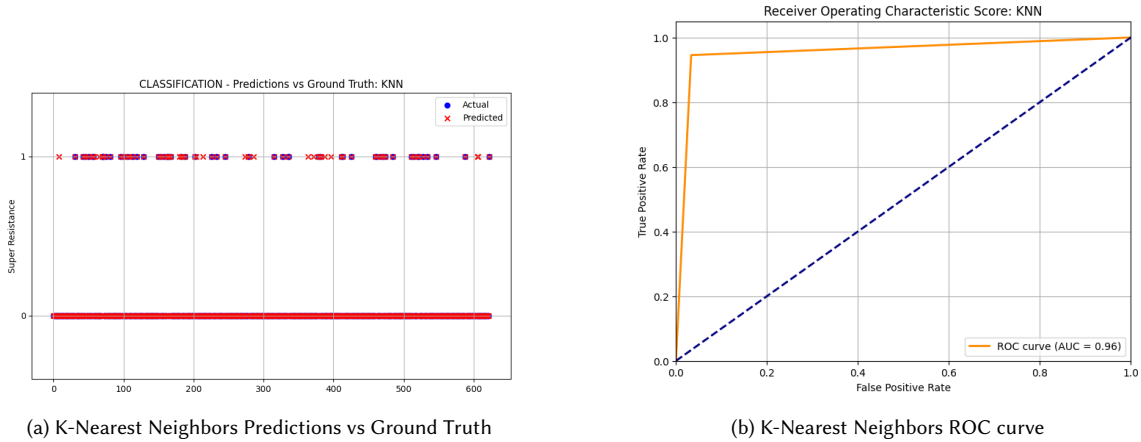 CLASSIFICATION - Predictions vs Ground Truth: KNN
Actual
Predicted
1
Super Resistance
0
0 100 200 300 400 500 600
(a) K-Nearest Neighbors Predictions vs Ground Truth
Receiver Operating Characteristic Score: KNN
1.0
0.8
0.6
True Positive Rate
0.4
0.2
0.0
ROC curve (AUC = 0.96)
0.0 0.2 0.4 0.6 0.8 1.0
False Positive Rate
(b) K-Nearest Neighbors ROC curve